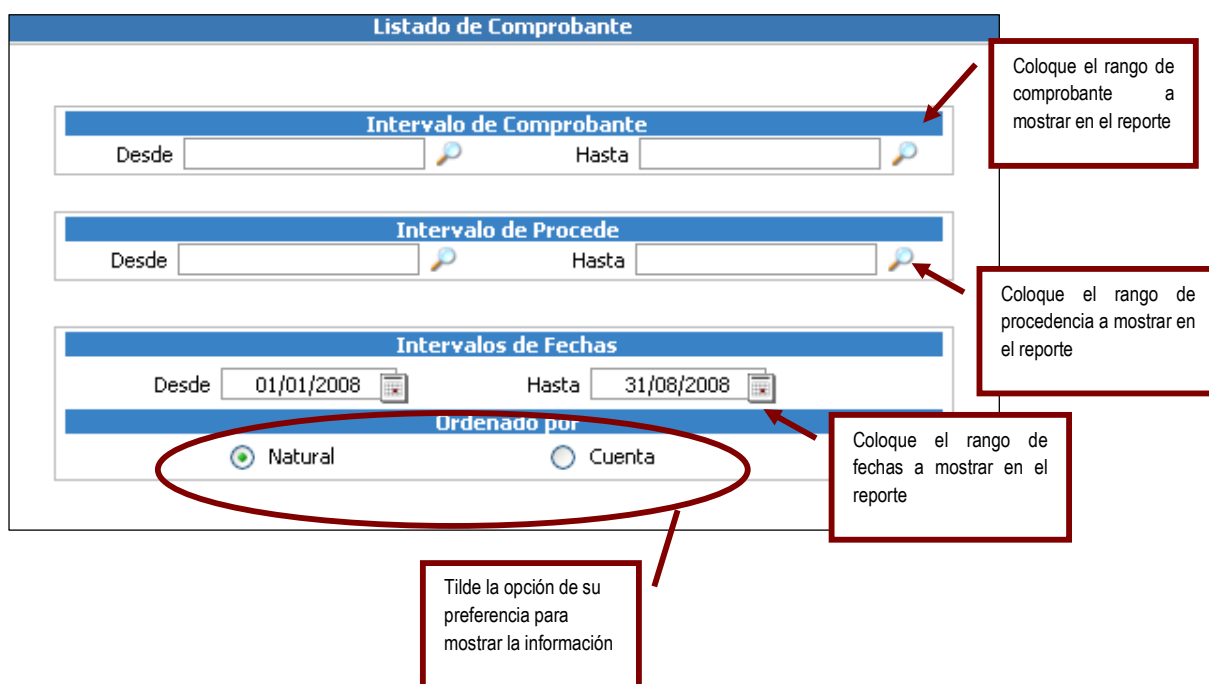 Listado de Comprobante
Coloque el rango de
comprobante a
mostrar en el reporte
Intervalo de Comprobante
Desde Hasta
Intervalo de Procede
Desde Hasta
Coloque el rango de
procedencia a mostrar en
el reporte
Intervalos de Fechas
Desde 01/01/2008 Hasta 31/08/2008
Ordenado por
Natural Cuenta
Coloque el rango de
fechas a mostrar en el
reporte
Tilde la opción de su
preferencia para
mostrar la información